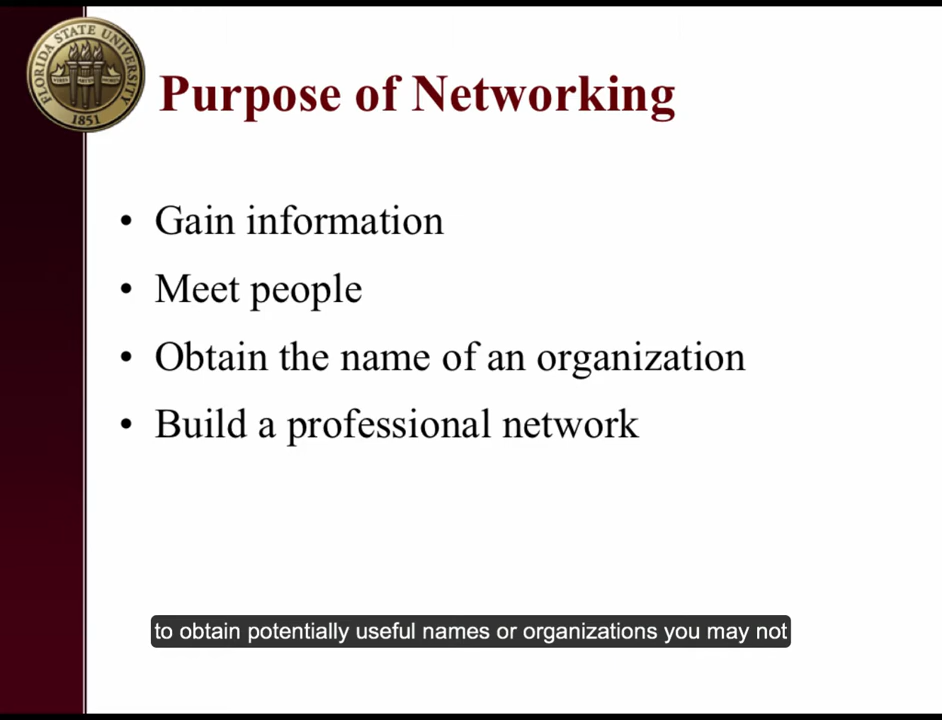 FLORIDA STATE UNIVERSITY
1851
Purpose of Networking
• Gain information
• Meet people
• Obtain the name of an organization
• Build a professional network
to obtain potentially useful names or organizations you may not